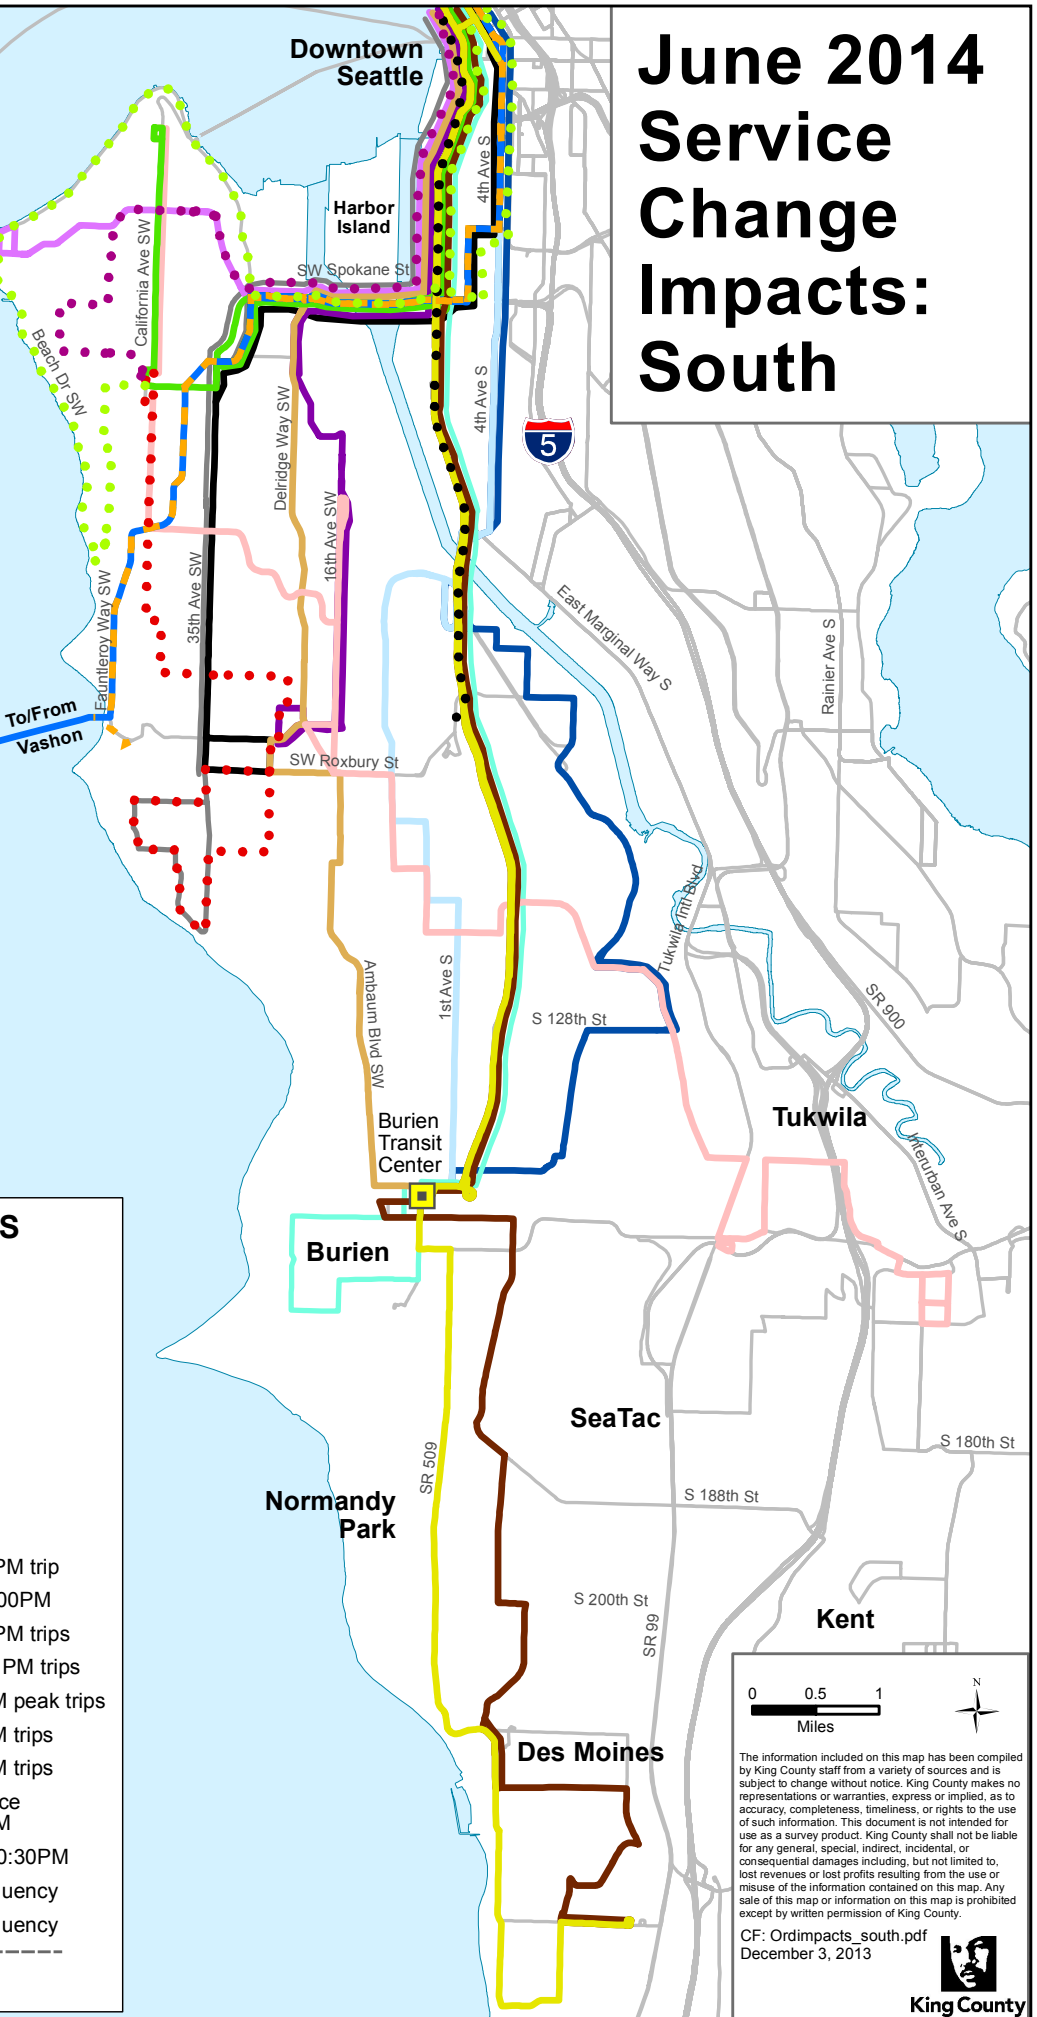 June 2014
Service
Change
Impacts:
South
Downtown
Seattle
Harbor
Island
4th Ave S
SW Spokane St
California Ave SW
Beach Dr SW
4th Ave S
5
Delridge Way SW
16th Ave SW
35th Ave SW
Fauntleroy Way SW
East Marginal Way S
Rainier Ave S
To/From
Vashon
SW Roxbury St
Tukwila Intl Blvd
Ambaum Blvd SW
1st Ave S
S 128th St
SR 900
Burien
Transit
Center
Tukwila
Interurban Ave S
S
Burien
SeaTac
S 180th St
SR 509
Normandy
Park
S 188th St
PM trip
00PM
PM trips
PM trips
M peak trips
M trips
M trips
ce
M
0:30PM
uency
uency
S 200th St
SR 99
Kent
Des Moines
0 0.5 1
Miles
N
The information included on this map has been compiled
by King County staff from a variety of sources and is
subject to change without notice. King County makes no
representations or warranties, express or implied, as to
accuracy, completeness, timeliness, or rights to the use
of such information. This document is not intended for
use as a survey product. King County shall not be liable
for any general, special, indirect, incidental, or
consequential damages including, but not limited to,
lost revenues or lost profits resulting from the use or
misuse of the information contained on this map. Any
sale of this map or information on this map is prohibited
except by written permission of King County.
CF: Ordimpacts_south.pdf
December 3, 2013
King County